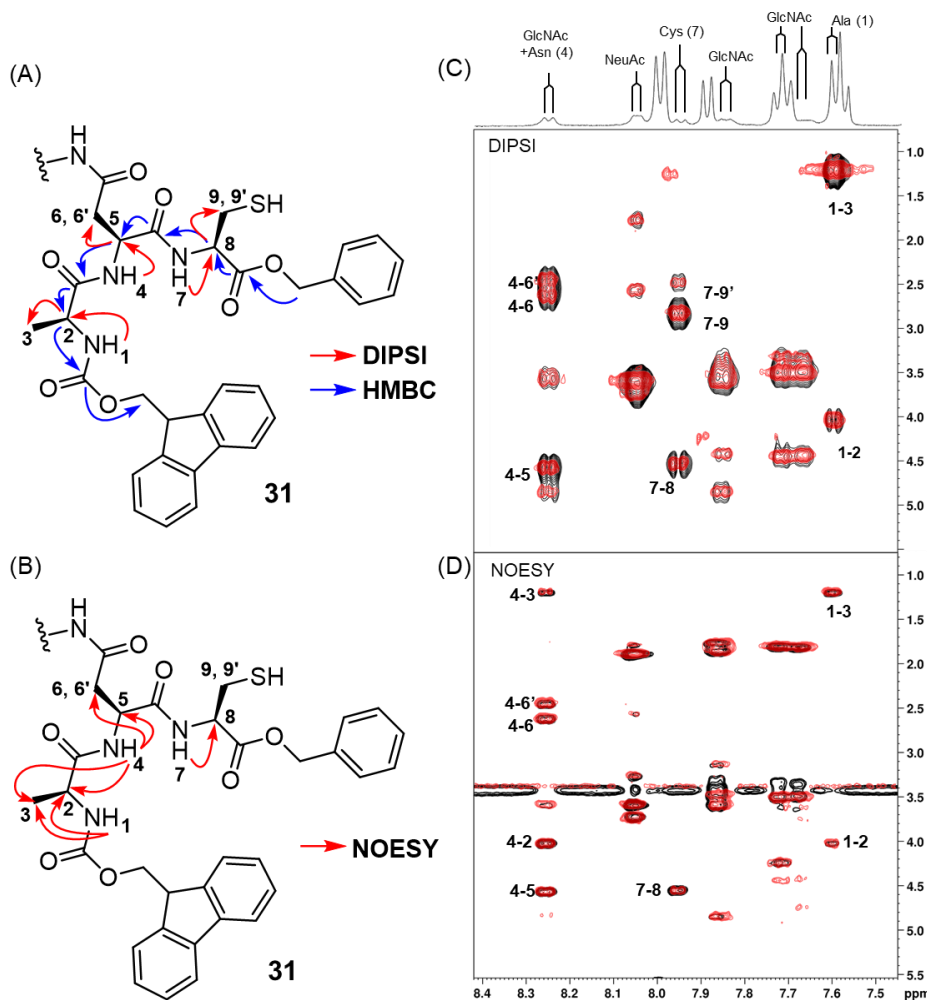 (A)
H
N
O
6, 6'
5
O
9, 9'
SH
8
N
H
7
O
O
O
N
H
4
3
2
N
H
1
O
O
DIPSI
HMBC
31
(B)
H
N
O
6, 6'
5
O
9, 9'
SH
8
N
H
7
O
O
O
N
H
4
3
2
N
H
1
O
O
NOESY
31
(C)
GlcNAc
+Asn (4)
NeuAc
Cys (7)
GlcNAc
GlcNAc
Ala (1)
DIPSI
1-3
4-6'
4-6
7-9'
7-9
1-2
4-5
7-8
1.0
1.5
2.0
2.5
3.0
3.5
4.0
4.5
5.0
(D)
NOESY
4-3
1-3
4-6'
4-6
4-2
1-2
4-5
7-8
1.0
1.5
2.0
2.5
3.0
3.5
4.0
4.5
5.0
5.5
8.4 8.3 8.2 8.1 8.0 7.9 7.8 7.7 7.6 7.5 ppm